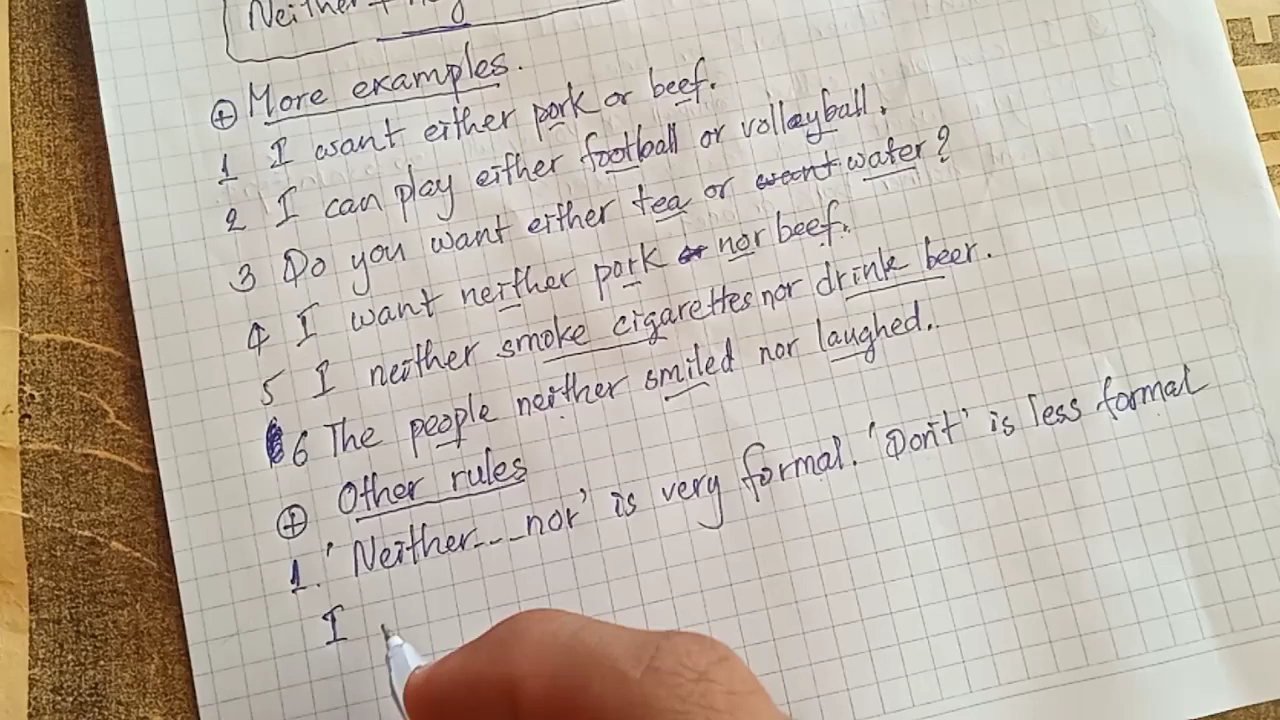 Neither +
⊕ More examples.
1 I want either pork or beef.
2 I can play either football or volleyball.
3 Do you want either tea or want water?
4 I want neither pork or nor beef.
5 I neither smoke cigarettes nor drink beer.
6 The people neither smiled nor laughed.
⊕ Other rules
1. 'Neither---nor' is very formal. 'Don't' is less formal
I